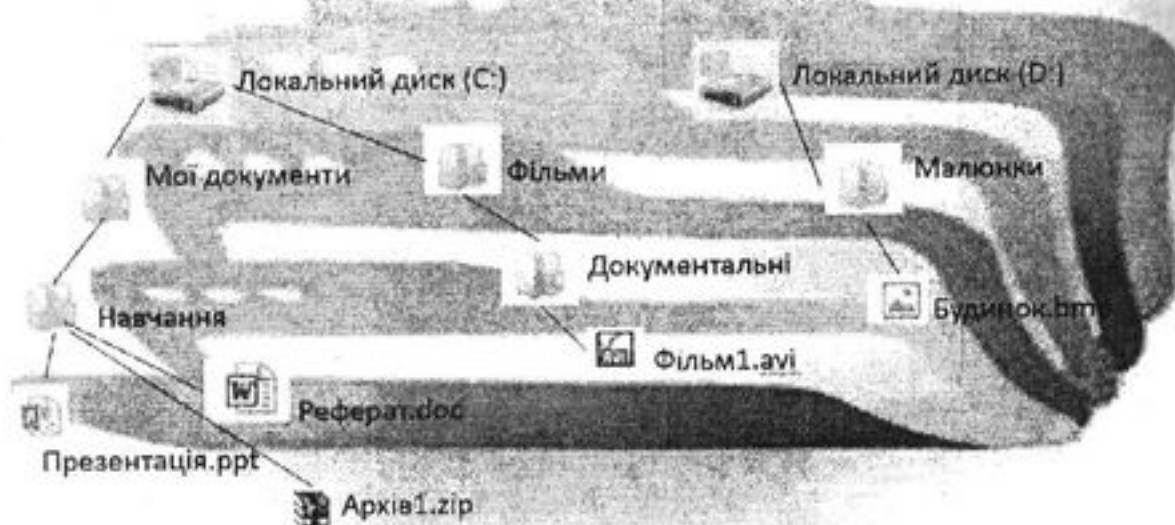 Локальний диск (C:)
Локальний диск (D:)
Мої документи
Фільми
Малюнки
Документальні
Навчання
Будинок.bmp
Фільм1.avi
Реферат.doc
Презентація.ppt
Архів1.zip